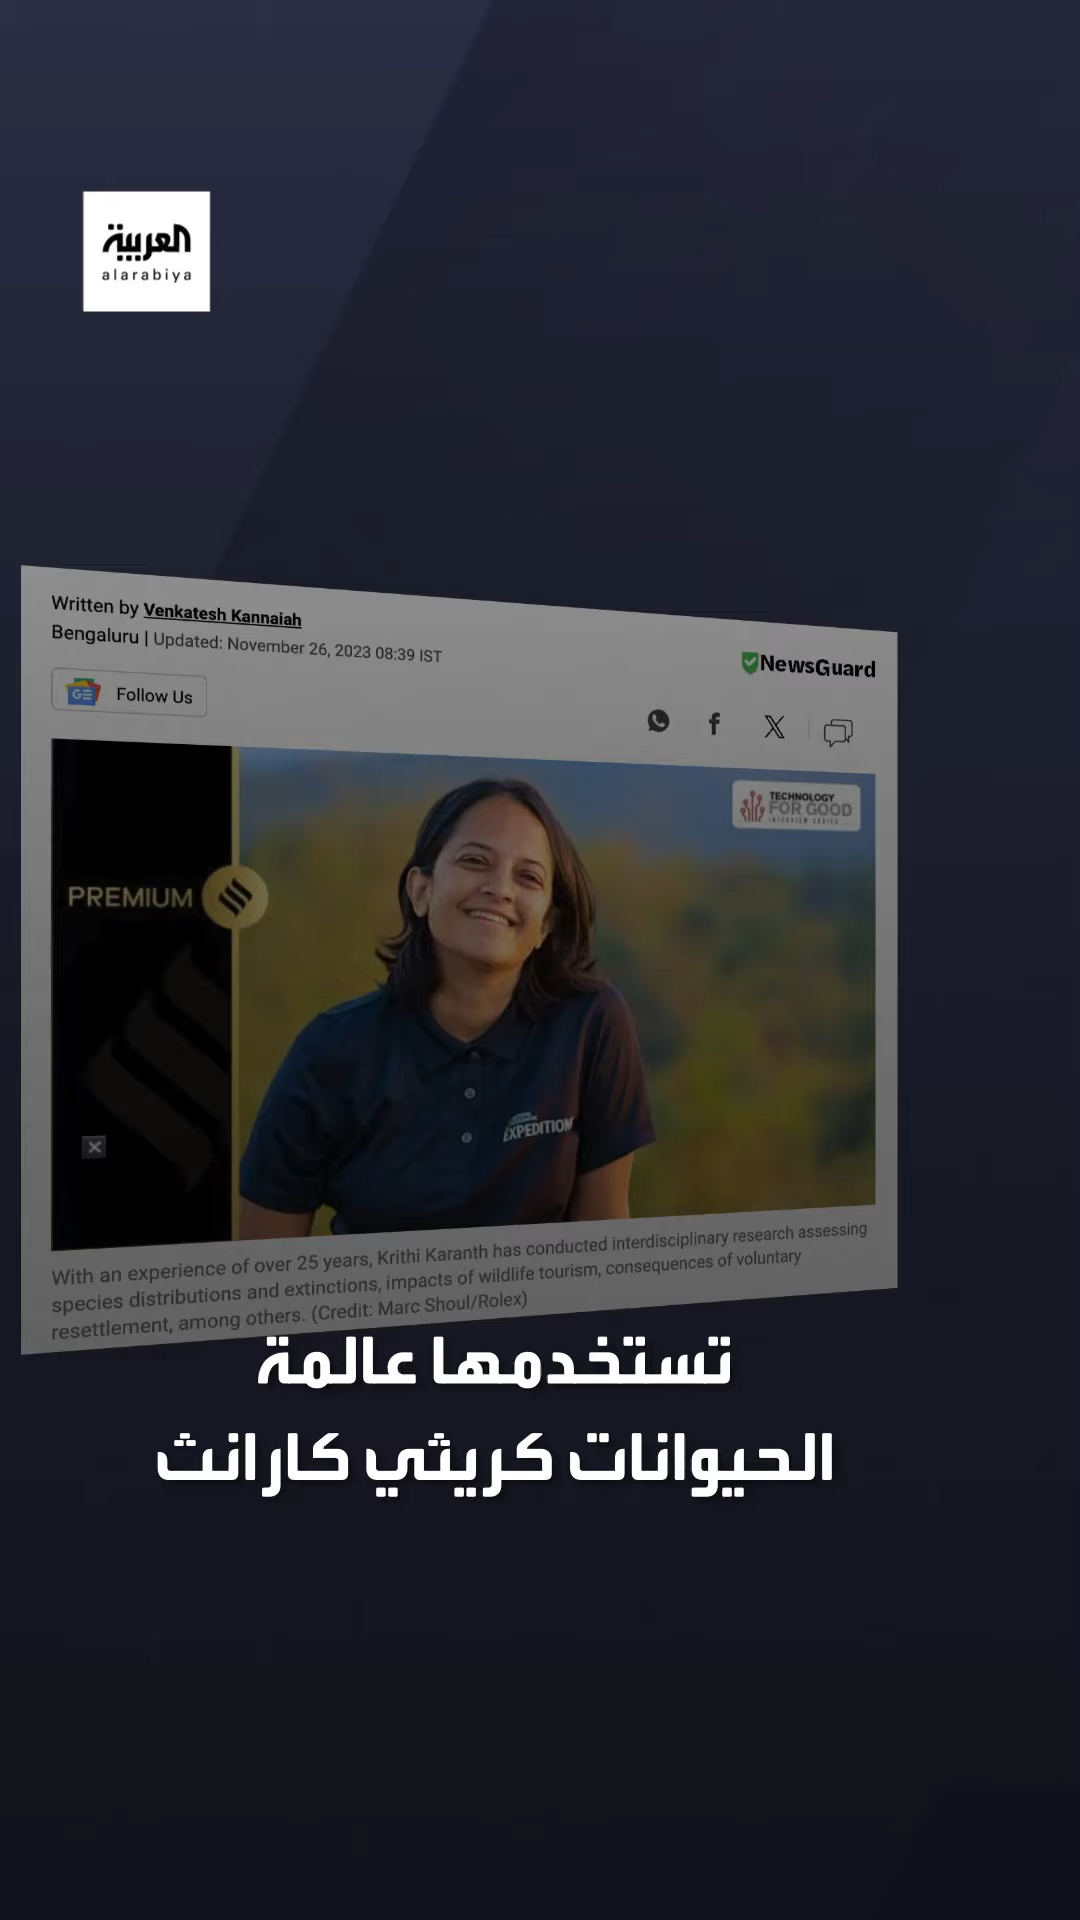 العربية
alarabiya
Written by Venkatesh Kannaiah
Bengaluru | Updated: November 26, 2023 08:39 IST
NewsGuard
GE Follow Us
TECHNOLOGY
FOR GOOD
INTERVIEW SERIES
PREMIUM
EXPEDITION
With an experience of over 25 years, Krithi Karanth has conducted interdisciplinary research assessing
species distributions and extinctions, impacts of wildlife tourism, consequences of voluntary
resettlement, among others. (Credit: Marc Shoul/Rolex)
تستخدمها عالمة
الحيوانات كريثي كارانث